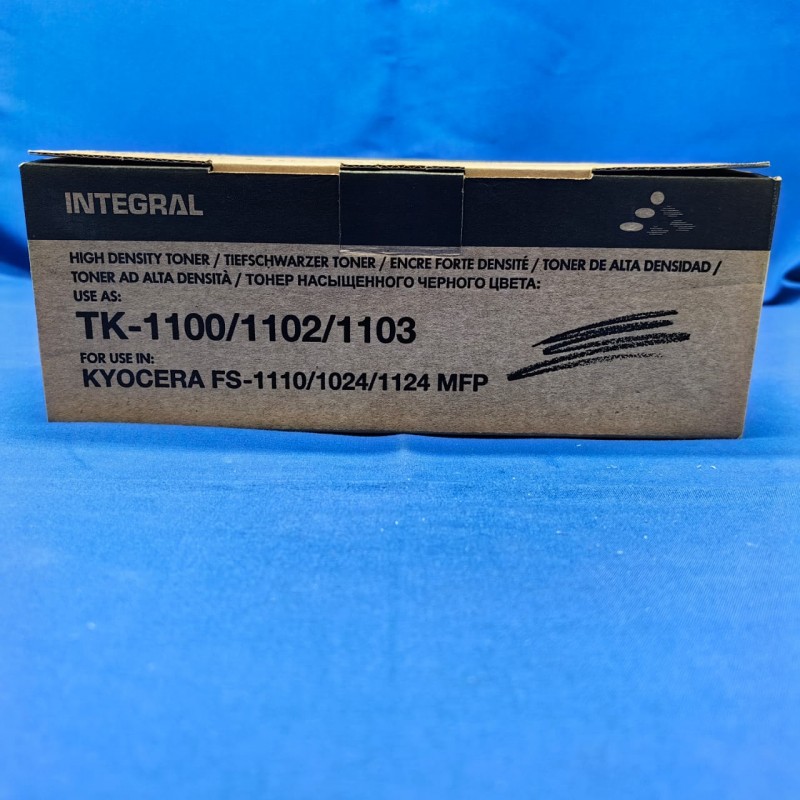 INTEGRAL
HIGH DENSITY TONER / TIEFSCHWARZER TONER / ENCRE FORTE DENSITÉ / TONER DE ALTA DENSIDAD /
TONER AD ALTA DENSITÀ / ТОНЕР НАСЫЩЕННОГО ЧЕРНОГО ЦВЕТА:
USE AS:
TK-1100/1102/1103
FOR USE IN:
KYOCERA FS-1110/1024/1124 MFP